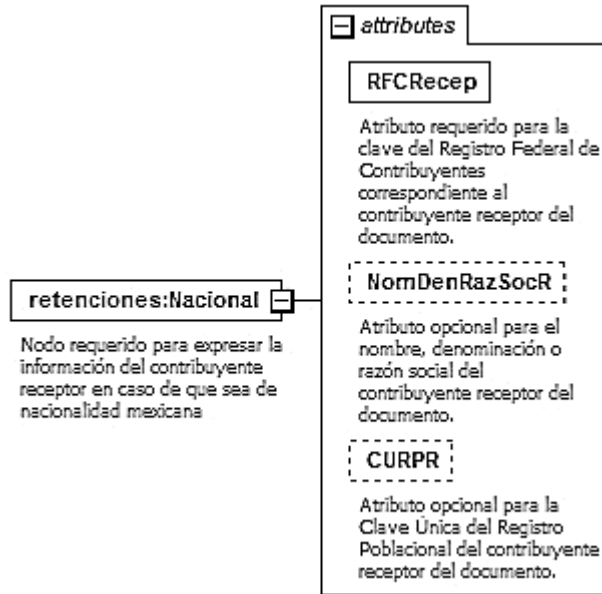 attributes
RFCRecep
Atributo requerido para la
clave del Registro Federal de
Contribuyentes
correspondiente al
contribuyente receptor del
documento.
retenciones:Nacional
Nodo requerido para expresar la
información del contribuyente
receptor en caso de que sea de
nacionalidad mexicana
NomDenRazSocR
Atributo opcional para el
nombre, denominación o
razón social del
contribuyente receptor del
documento.
CURPR
Atributo opcional para la
Clave Única del Registro
Poblacional del contribuyente
receptor del documento.